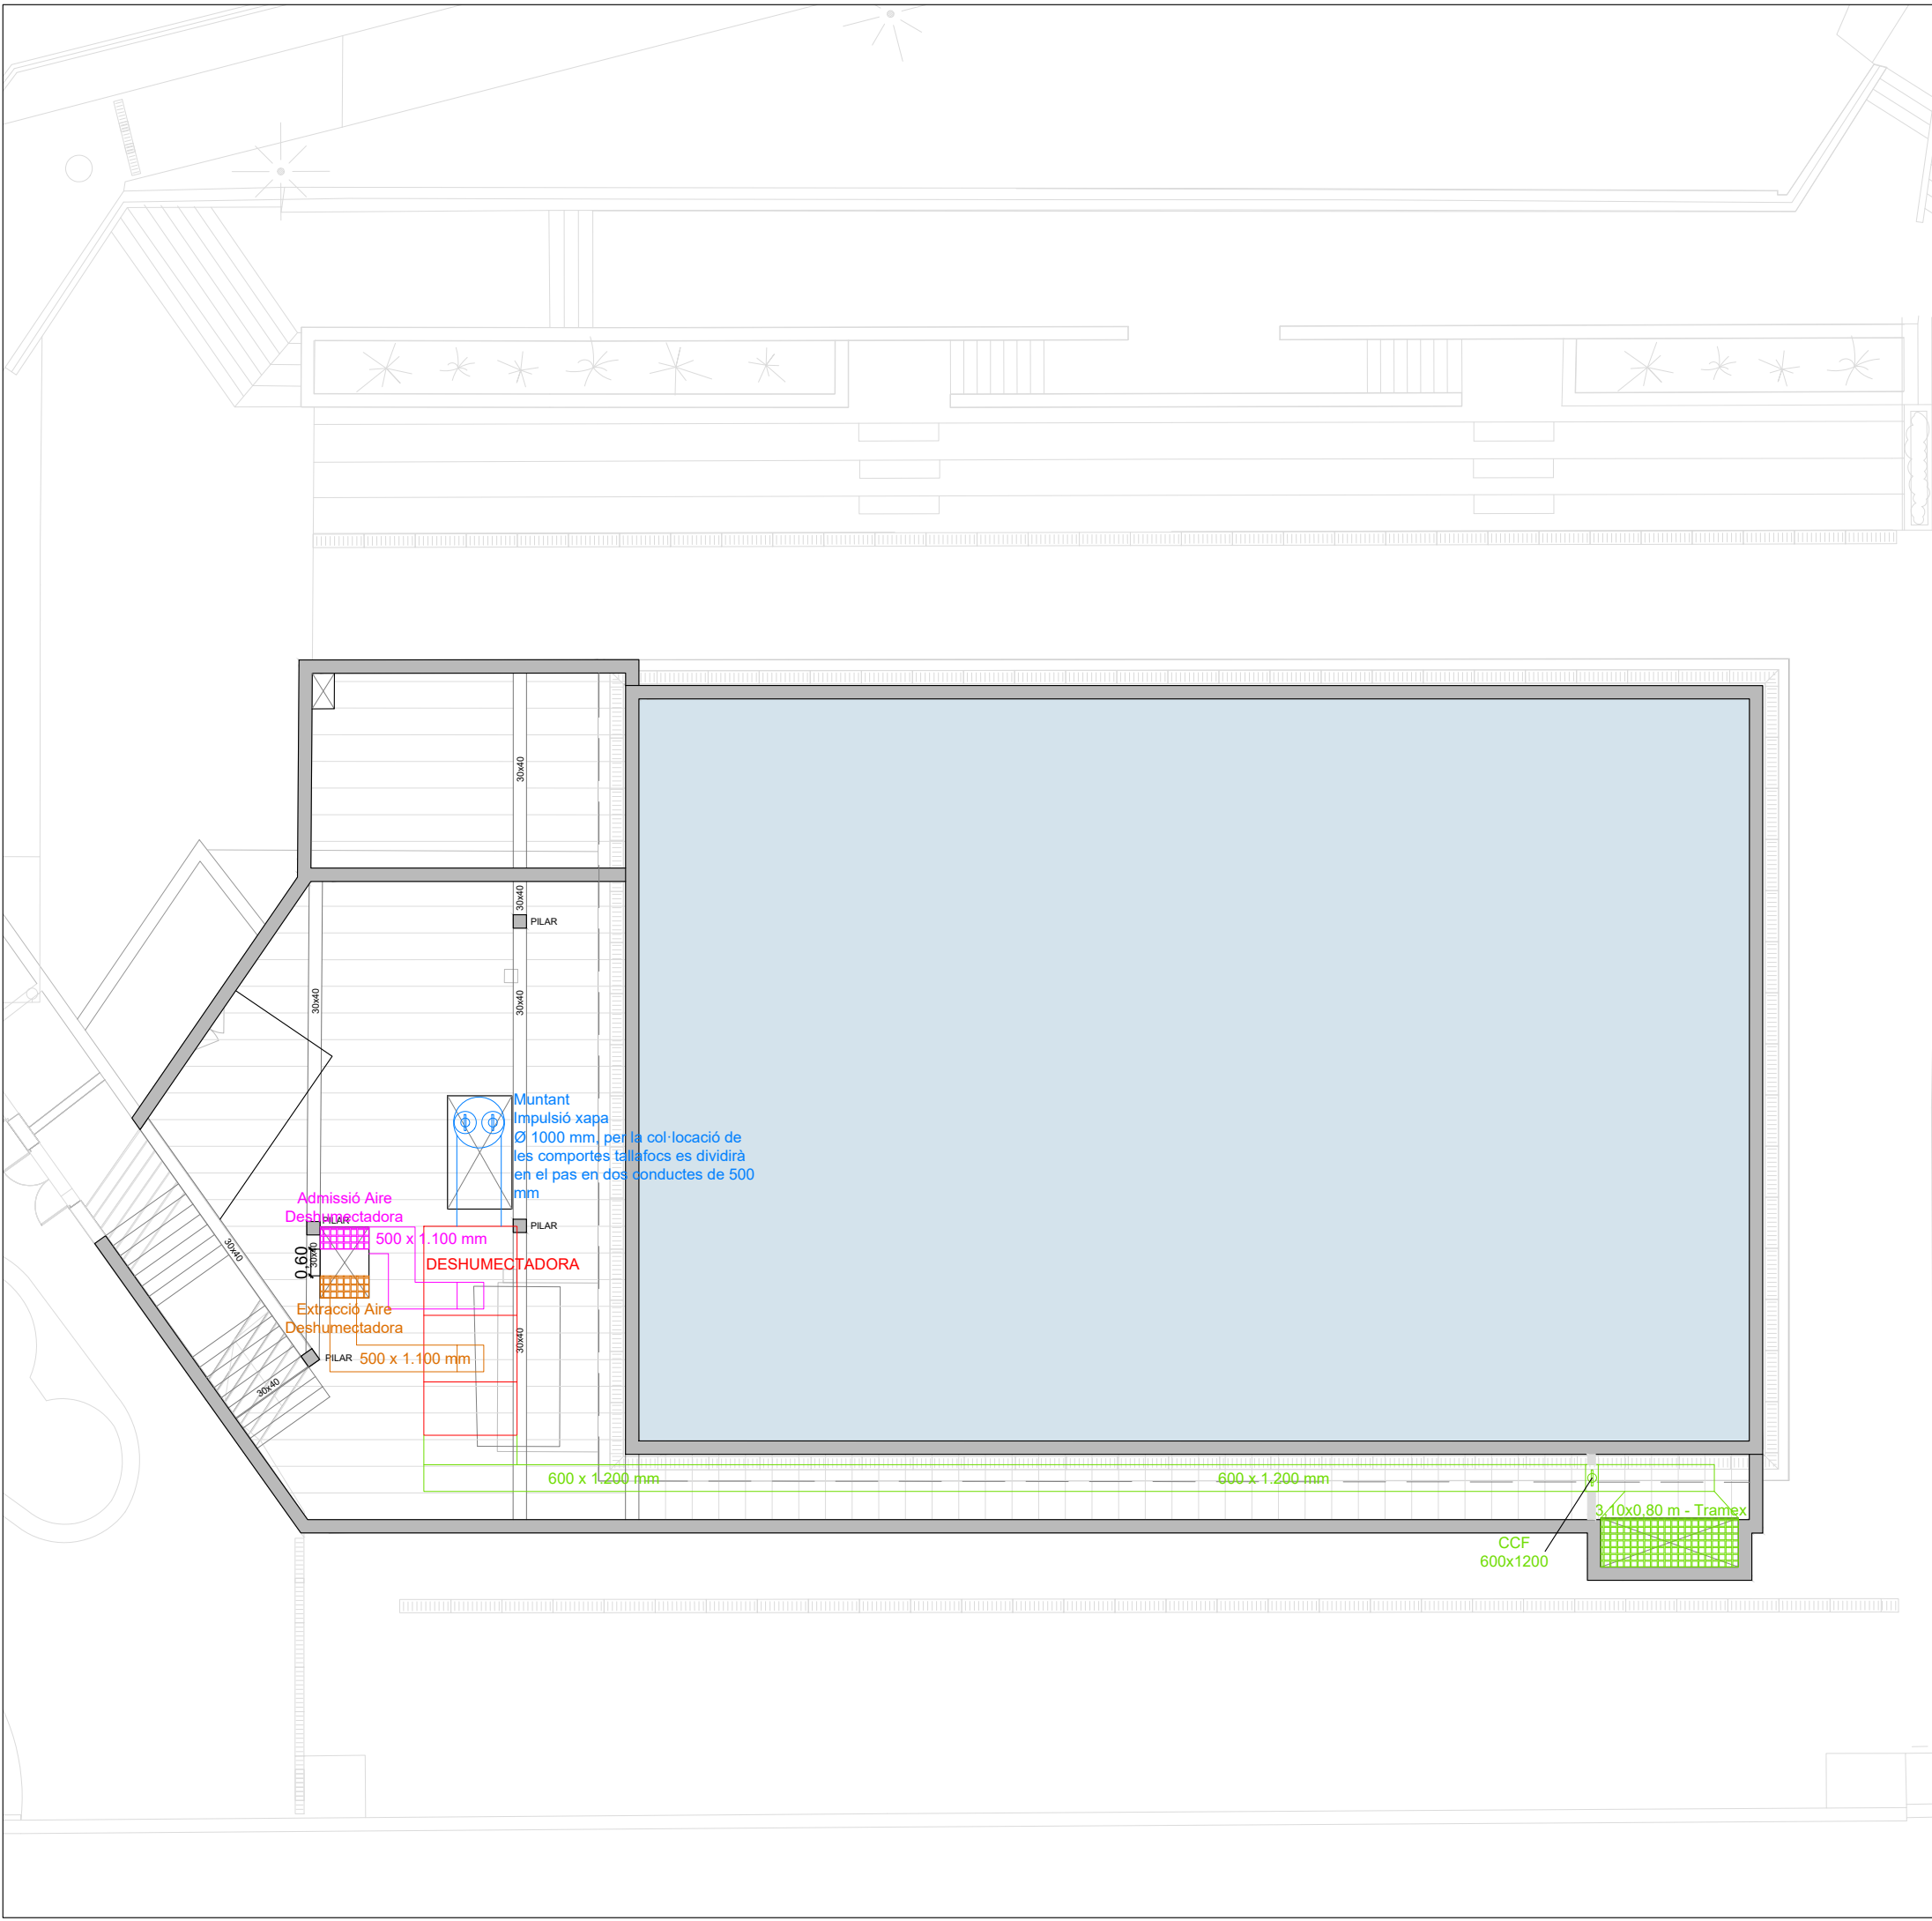 30x40
30x40
PILAR
30x40
30x40
Muntant
Impulsió xapa
Ø 1000 mm, per la col·locació de
les comportes tallafocs es dividirà
en el pas en dos conductes de 500
mm
Admissió Aire
Deshumectadora
PILAR
PILAR
500 x 1.100 mm
30x40
0,60
30x40
DESHUMECTADORA
Extracció Aire
Deshumectadora
30x40
PILAR
500 x 1.100 mm
30x40
600 x 1.200 mm
600 x 1.200 mm
3,10x0,80 m - Tramex
CCF
600x1200